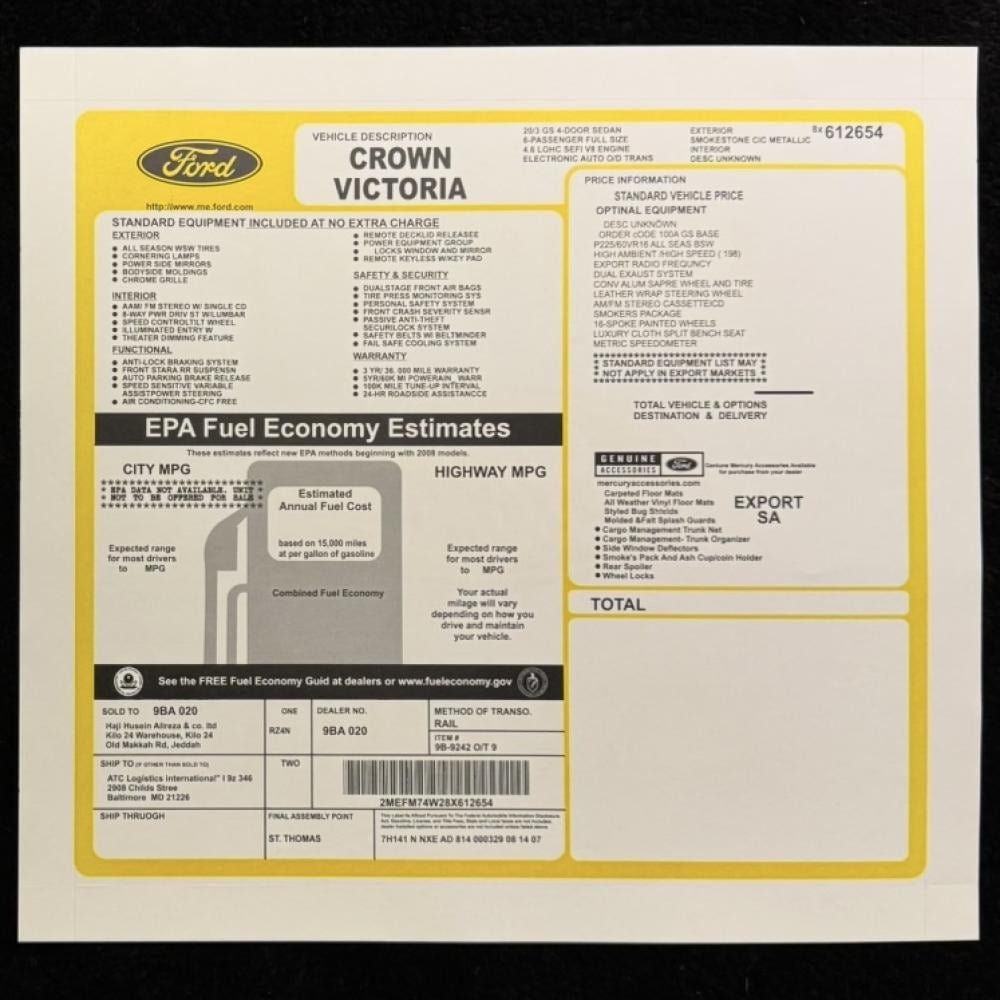 Ford
http://www.me.ford.com
VEHICLE DESCRIPTION
CROWN
VICTORIA
20/3 GS 4-DOOR SEDAN
6-PASSENGER FULL SIZE
4.6 LOHC SEFI V8 ENGINE
ELECTRONIC AUTO O/D TRANS
EXTERIOR
SMOKESTONE C/C METALLIC
INTERIOR
DESC UNKNOWN
8X 612654
STANDARD EQUIPMENT INCLUDED AT NO EXTRA CHARGE
EXTERIOR
ALL SEASON WSW TIRES
CORNERING LAMPS
POWER SIDE MIRRORS
BODYSIDE MOLDINGS
CHROME GRILLE
INTERIOR
AAM/ FM STEREO W/ SINGLE CD
8-WAY PWR DRIV ST W/LUMBAR
SPEED CONTROLTILT WHEEL
ILLUMINATED ENTRY W
THEATER DIMMING FEATURE
FUNCTIONAL
ANTI-LOCK BRAKING SYSTEM
FRONT STARA RR SUSPENSN
AUTO PARKING BRAKE RELEASE
SPEED SENSITIVE VARIABLE
ASSISTPOWER STEERING
AIR CONDITIONING-CFC FREE
REMOTE DECKLID RELEASEE
POWER EQUIPMENT GROUP
LOCKS WINDOW AND MIRROR
REMOTE KEYLESS W/KEY PAD
SAFETY & SECURITY
DUALSTAGE FRONT AIR BAGS
TIRE PRESS MONITORING SYS
PERSONAL SAFETY SYSTEM
FRONT CRASH SEVERITY SENSR
PASSIVE ANTI-THEFT
SECURILOCK SYSTEM
SAFETY BELTS W/ BELTMINDER
FAIL SAFE COOLING SYSTEM
WARRANTY
3 YR/ 36, 000 MILE WARRANTY
5YR/60K MI POWERAIN_ WARR
100K MILE TUNE-UP INTERVAL
24-HR ROADSIDE ASSISTANCCE
PRICE INFORMATION
STANDARD VEHICLE PRICE
OPTINAL EQUIPMENT
DESC UNKNOWN
ORDER cODE 100A GS BASE
P225/60VR16 ALL SEAS BSW
HIGH AMBIENT /HIGH SPEED ( 198)
EXPORT RADIO FREQUNCY
DUAL EXAUST SYSTEM
CONV ALUM SAPRE WHEEL AND TIRE
LEATHER WRAP STEERING WHEEL
AM/FM STEREO CASSETTE/CD
SMOKERS PACKAGE
16-SPOKE PAINTED WHEELS
LUXURY CLOTH SPLIT BENCH SEAT
METRIC SPEEDOMETER
* STANDARD EQUIPMENT LIST MAY *
* NOT APPLY IN EXPORT MARKETS *
TOTAL VEHICLE & OPTIONS
DESTINATION & DELIVERY
EPA Fuel Economy Estimates
These estimates reflect new EPA methods beginning with 2008 models.
CITY MPG
* EPA DATA NOT AVAILABLE. UNIT *
* NOT TO BE OFFERED FOR SALE *
Expected range
for most drivers
to MPG
Estimated
Annual Fuel Cost
based on 15,000 miles
at per gallon of gasoline
Combined Fuel Economy
HIGHWAY MPG
Expected range
for most drivers
to MPG
Your actual
milage will vary
depending on how you
drive and maintain
your vehicle.
GENUINE
ACCESSORIES
Ford
Genture Mercury Accessories Available
for purchase from your dealer
mercuryaccessories.com
Carpeted Floor Mats
All Weather Vinyl Floor Mats
Styled Bug Shields
Molded &Falt Splash Guards
Cargo Management Trunk Net
Cargo Management- Trunk Organizer
Side Window Deflectors
Smoke's Pack And Ash Cup/coin Holder
Rear Spoiler
Wheel Locks
EXPORT
SA
TOTAL
See the FREE Fuel Economy Guid at dealers or www.fueleconomy.gov
SOLD TO 9BA 020
Haji Husein Alireza & co. ltd
Kilo 24 Warehouse, Kilo 24
Old Makkah Rd, Jeddah
ONE
RZ4N
DEALER NO.
9BA 020
METHOD OF TRANSO.
RAIL
ITEM #
9B-9242 O/T 9
SHIP TO (IF OTHER THAN SOLD TO)
ATC Logistics international" I 9z 346
2908 Childs Stree
Baltimore MD 21226
TWO
2MEFM74W28X612654
SHIP THRUOGH
FINAL ASSEMBLY POINT
ST. THOMAS
7H141 N NXE AD 814 000329 08 14 07